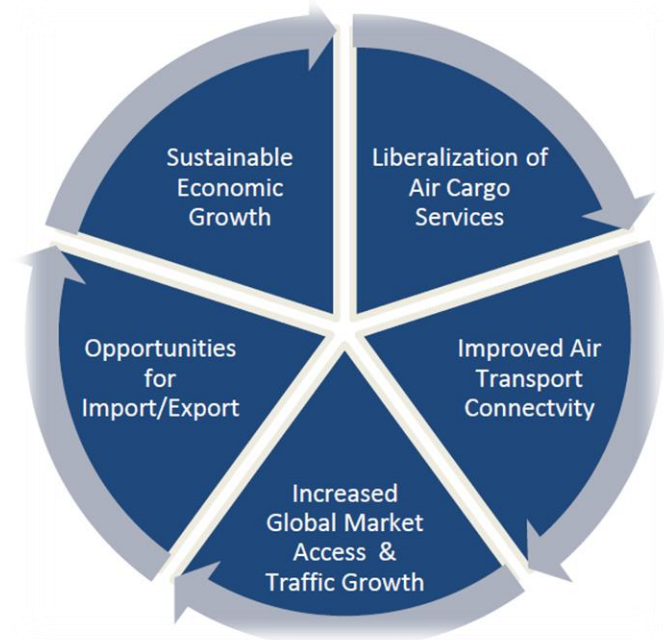 Sustainable
Economic
Growth
Liberalization of
Air Cargo
Services
Opportunities
for
Import/Export
Improved Air
Transport
Connectvity
Increased
Global Market
Access &
Traffic Growth